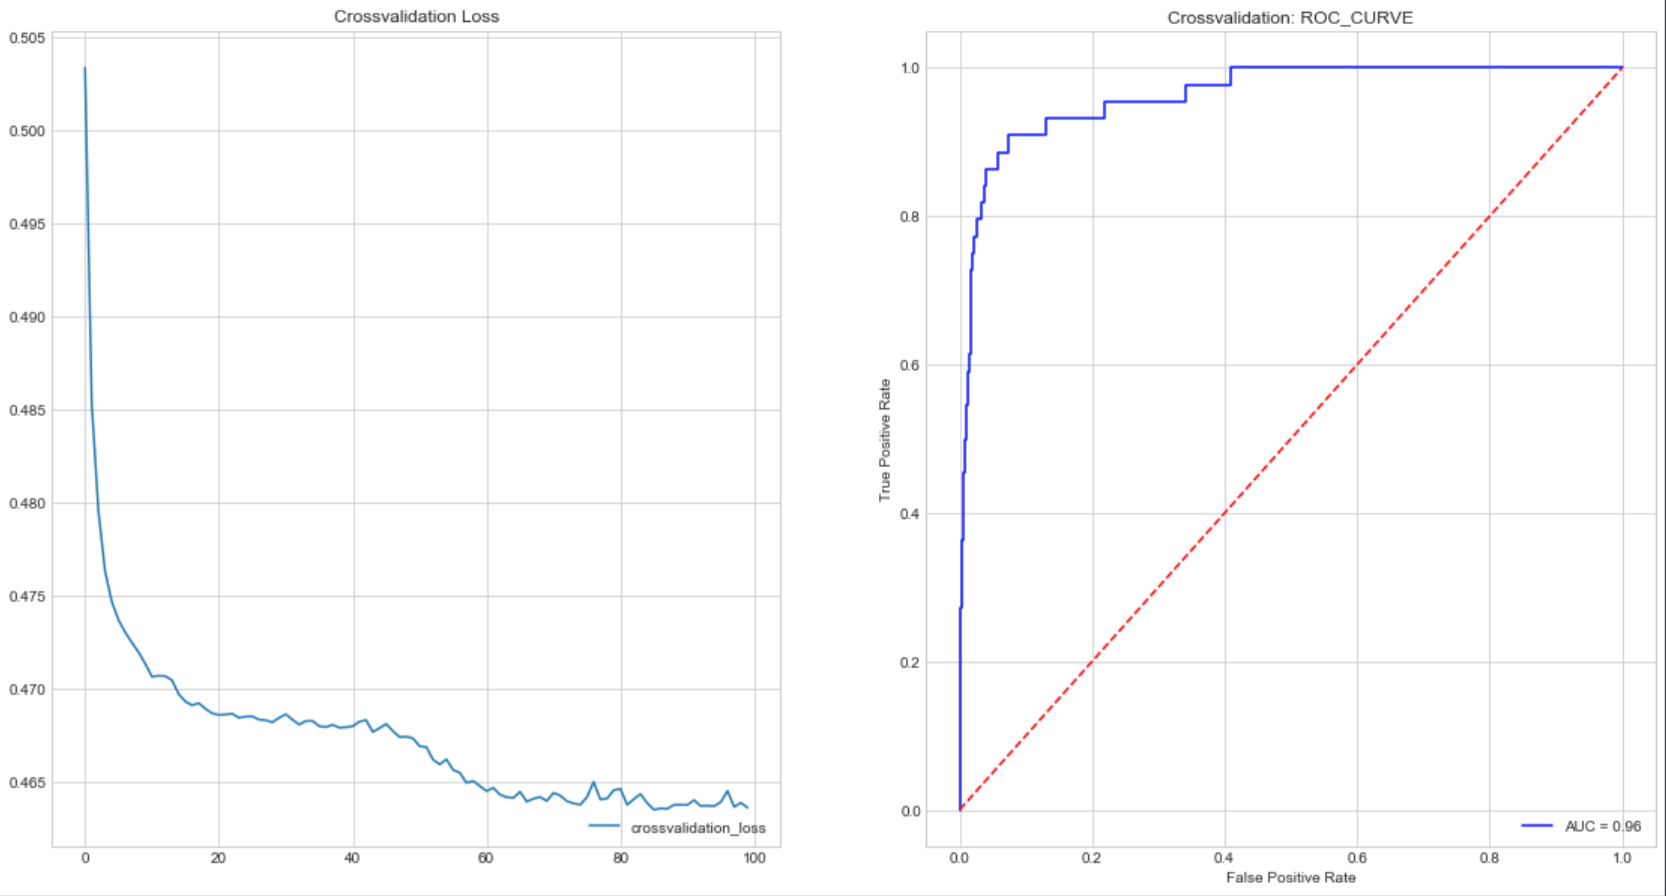 Crossvalidation Loss
0.505
0.500
0.495
0.490
0.485
0.480
0.475
0.470
0.465
crossvalidation_loss
0 20 40 60 80 100
Crossvalidation: ROC_CURVE
True Positive Rate
1.0
0.8
0.6
0.4
0.2
0.0
AUC = 0.96
0.0 0.2 0.4 0.6 0.8 1.0
False Positive Rate